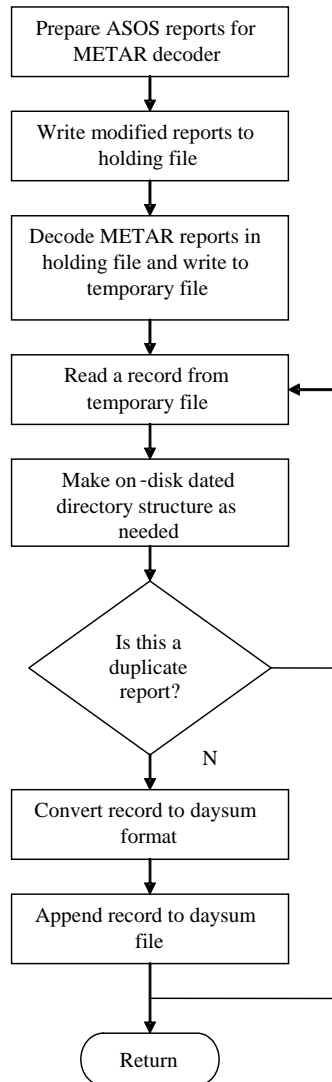 Prepare ASOS reports for
METAR decoder
Write modified reports to
holding file
Decode METAR reports in
holding file and write to
temporary file
Read a record from
temporary file
Make on-disk dated
directory structure as
needed
Is this a
duplicate
report?
N
Convert record to daysum
format
Append record to daysum
file
Return